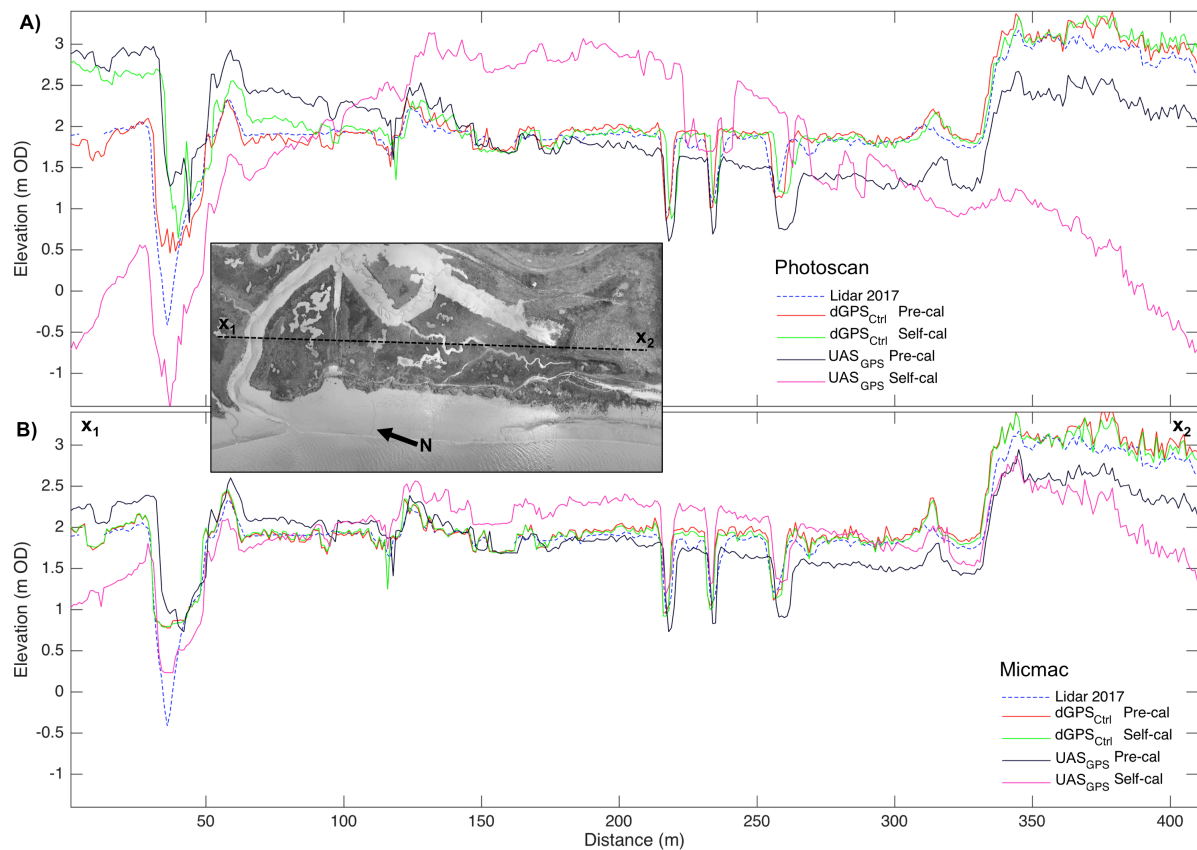 A)
Elevation (m OD)
3
2.5
2
1.5
1
0.5
0
-0.5
-1
Photoscan
Lidar 2017
dGPSCtrl Pre-cal
dGPSCtrl Self-cal
UASGPS Pre-cal
UASGPS Self-cal
x1
x2
N
B)
x1
x2
Elevation (m OD)
3
2.5
2
1.5
1
0.5
0
-0.5
-1
Micmac
Lidar 2017
dGPSCtrl Pre-cal
dGPSCtrl Self-cal
UASGPS Pre-cal
UASGPS Self-cal
50 100 150 200 250 300 350 400
Distance (m)